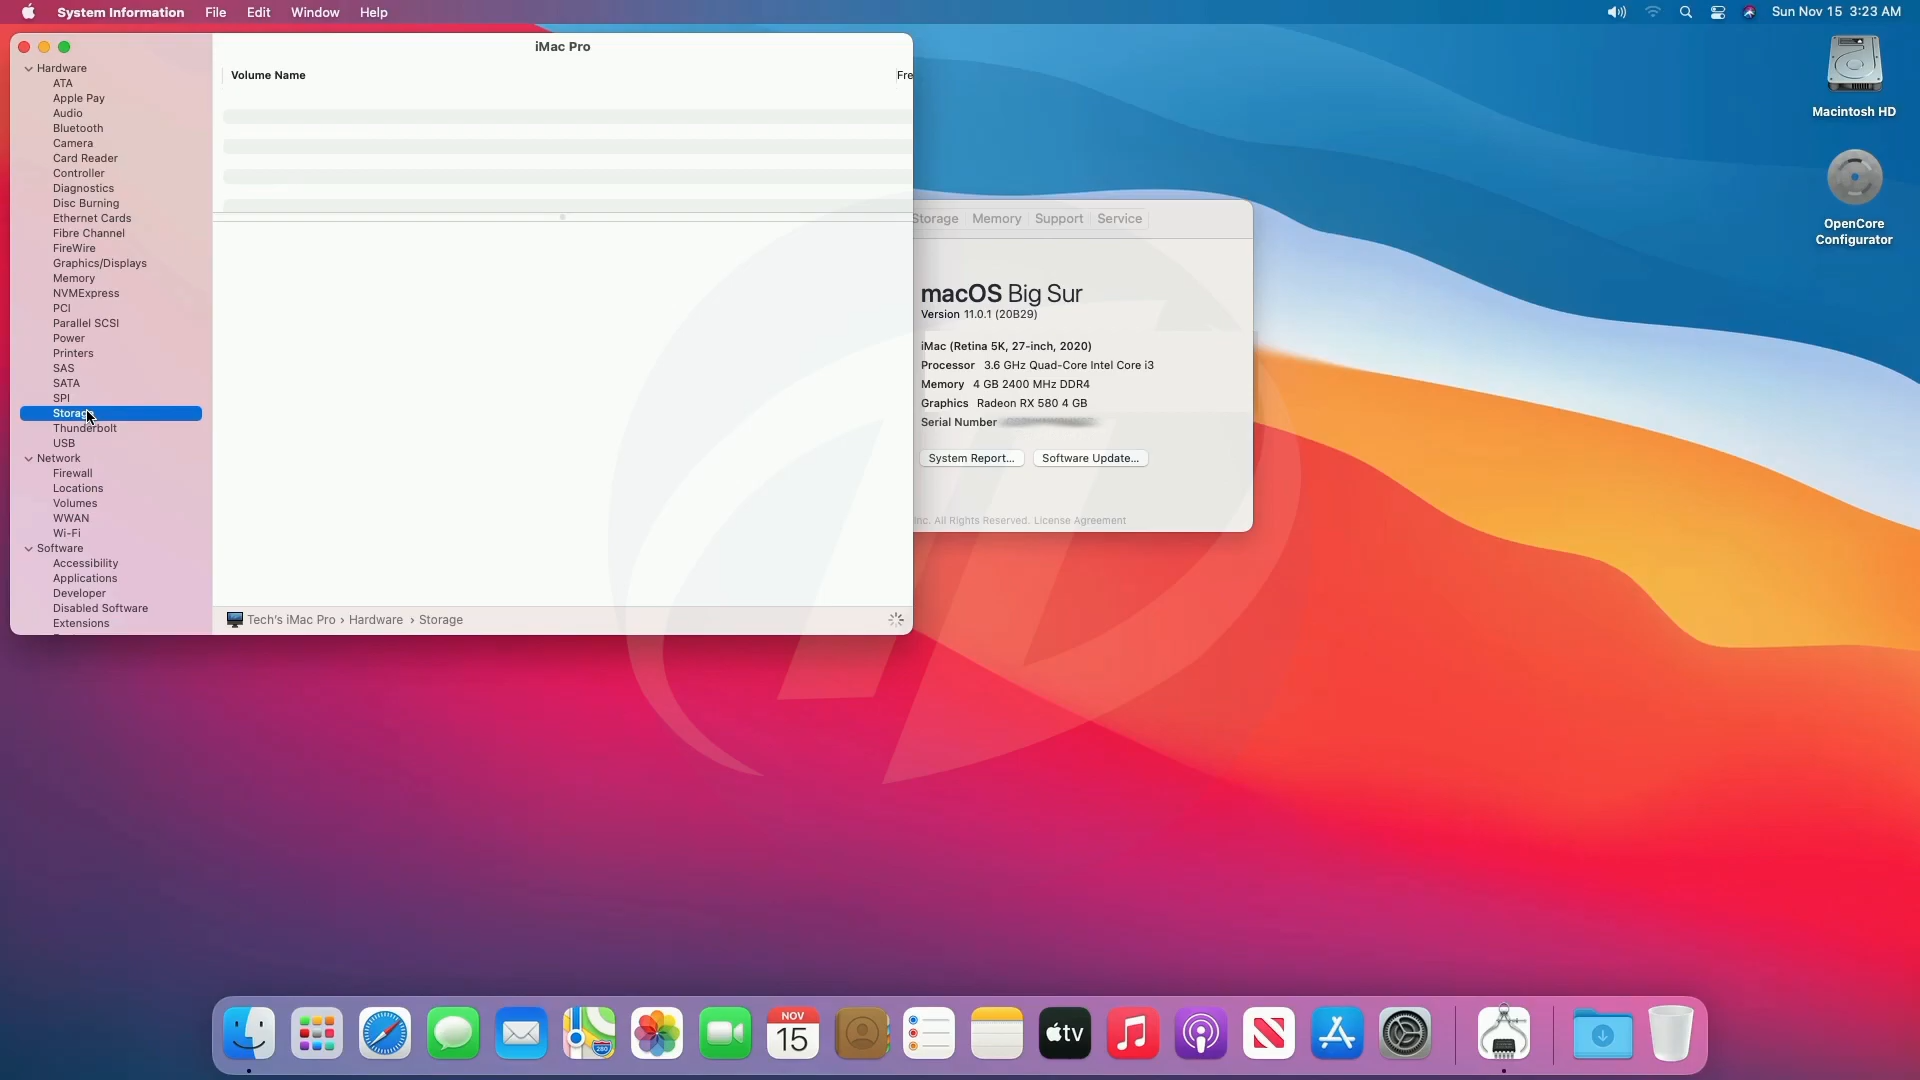 System Information File Edit Window Help
Sun Nov 15 3:23 AM
iMac Pro
Hardware
ATA
Apple Pay
Audio
Bluetooth
Camera
Card Reader
Controller
Diagnostics
Disc Burning
Ethernet Cards
Fibre Channel
FireWire
Graphics/Displays
Memory
NVMExpress
PCI
Parallel SCSI
Power
Printers
SAS
SATA
SPI
Storage
Thunderbolt
USB
Network
Firewall
Locations
Volumes
WWAN
Wi-Fi
Software
Accessibility
Applications
Developer
Disabled Software
Extensions
Volume Name
Fre
Tech's iMac Pro › Hardware › Storage
Storage Memory Support Service
macOS Big Sur
Version 11.0.1 (20B29)
iMac (Retina 5K, 27-inch, 2020)
Processor 3.6 GHz Quad-Core Intel Core i3
Memory 4 GB 2400 MHz DDR4
Graphics Radeon RX 580 4 GB
Serial Number
System Report... Software Update...
Inc. All Rights Reserved. License Agreement
Macintosh HD
OpenCore
Configurator
280
NOV
15
tv